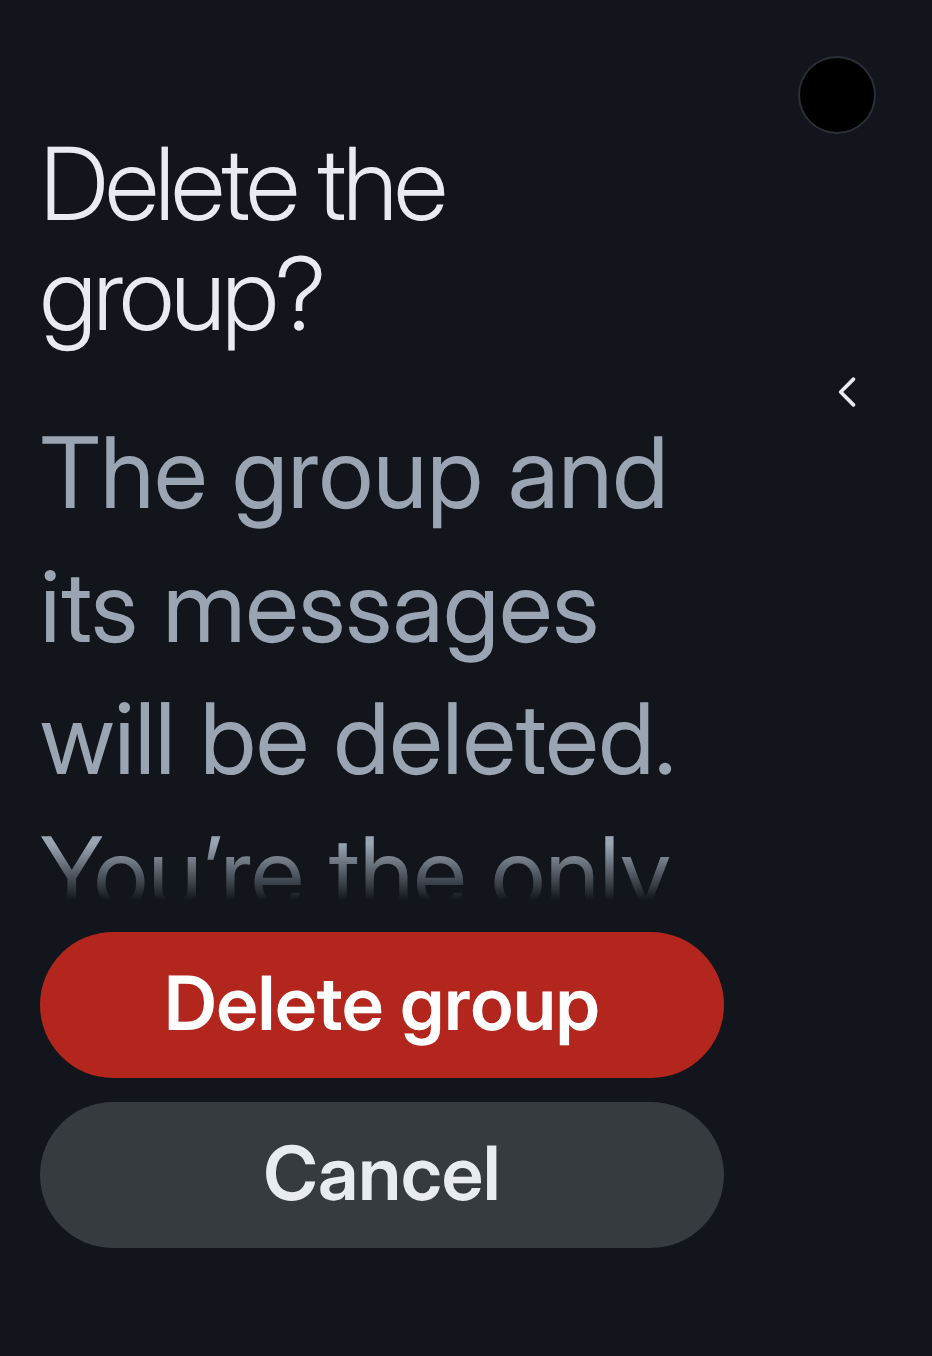 Delete the
group?
The group and
its messages
will be deleted.
You’re the only
Delete group
Cancel